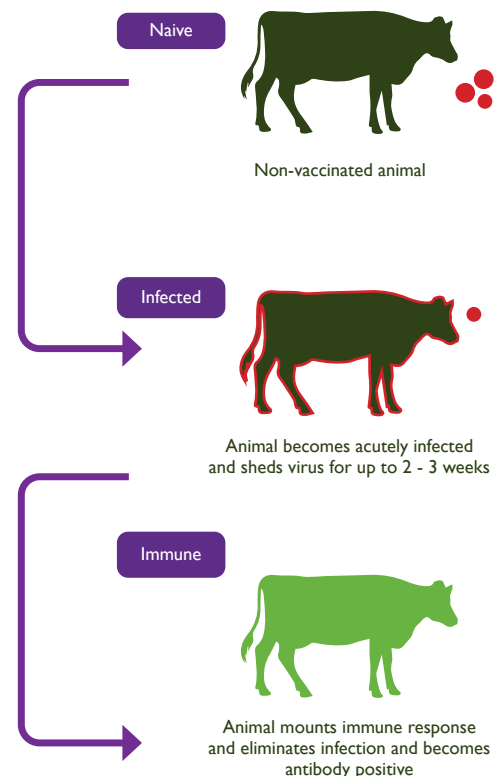 Naive
Non-vaccinated animal
Infected
Animal becomes acutely infected
and sheds virus for up to 2 - 3 weeks
Immune
Animal mounts immune response
and eliminates infection and becomes
antibody positive